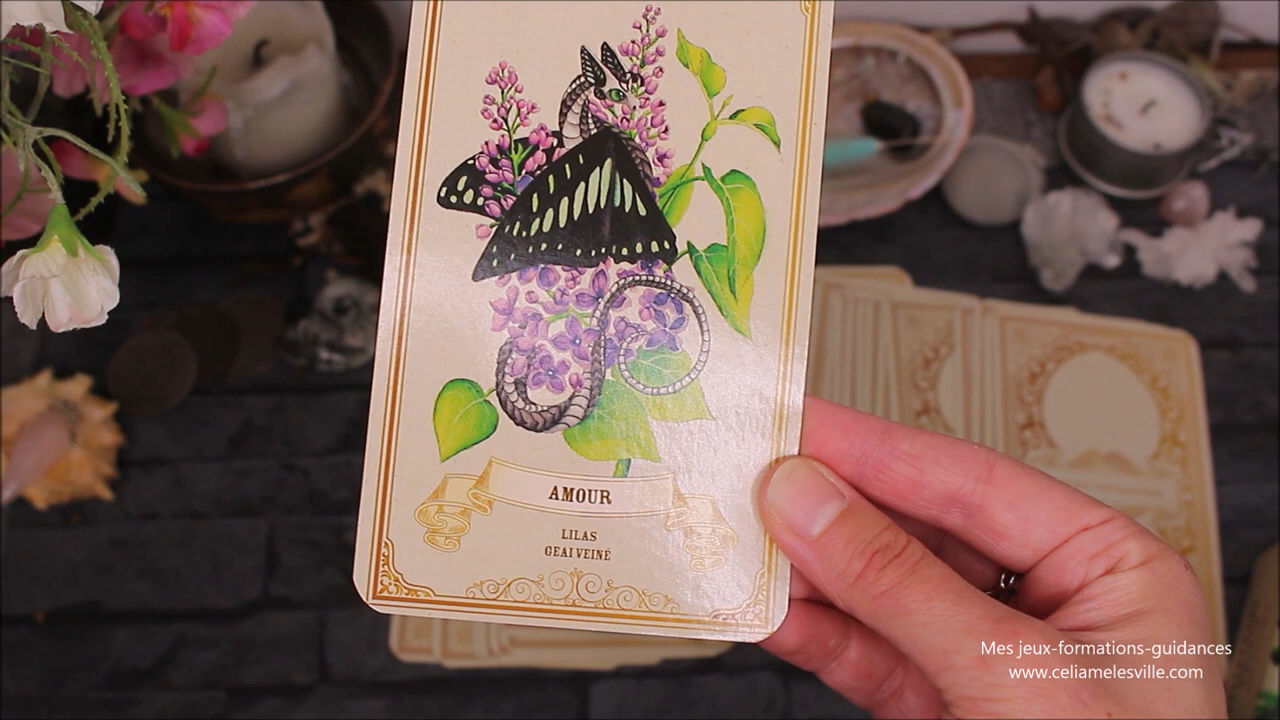 AMOUR
LILAS
GEAI VEINÉ
Mes jeux-formations-guidances
www.celiamelesville.com